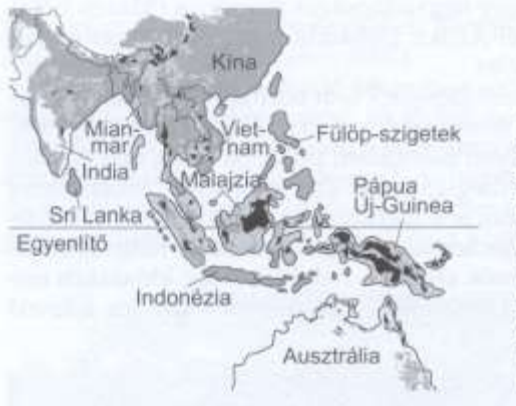 Kína
Mian-
mar
Viet-
nam
Fülöp-szigetek
India
Malajzia
Pápua
Új-Guinea
Sri Lanka
Egyenlítő
Indonézia
Ausztrália